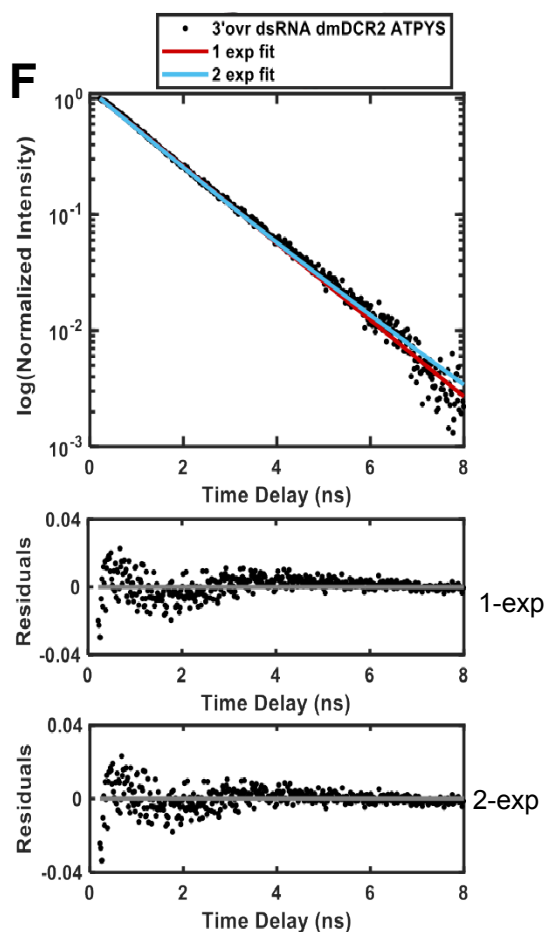 3'ovr dsRNA dmDCR2 ATPYS
1 exp fit
2 exp fit
F
log(Normalized Intensity)
10^0
10^-1
10^-2
10^-3
0 2 4 6 8
Time Delay (ns)
Residuals
0.04
0
-0.04
1-exp
0 2 4 6 8
Time Delay (ns)
Residuals
0.04
0
-0.04
2-exp
0 2 4 6 8
Time Delay (ns)